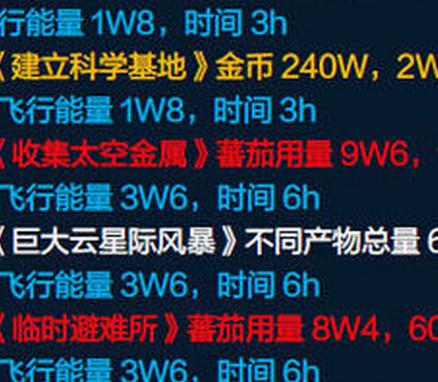 行能量 1W8，时间 3h
《建立科学基地》金币 240W，2W
飞行能量 1W8，时间 3h
《收集太空金属》蕃茄用量 9W6，
飞行能量 3W6，时间 6h
《巨大云星际风暴》不同产物总量 6
飞行能量 3W6，时间 6h
《临时避难所》蕃茄用量 8W4，60
飞行能量 3W6，时间 6h